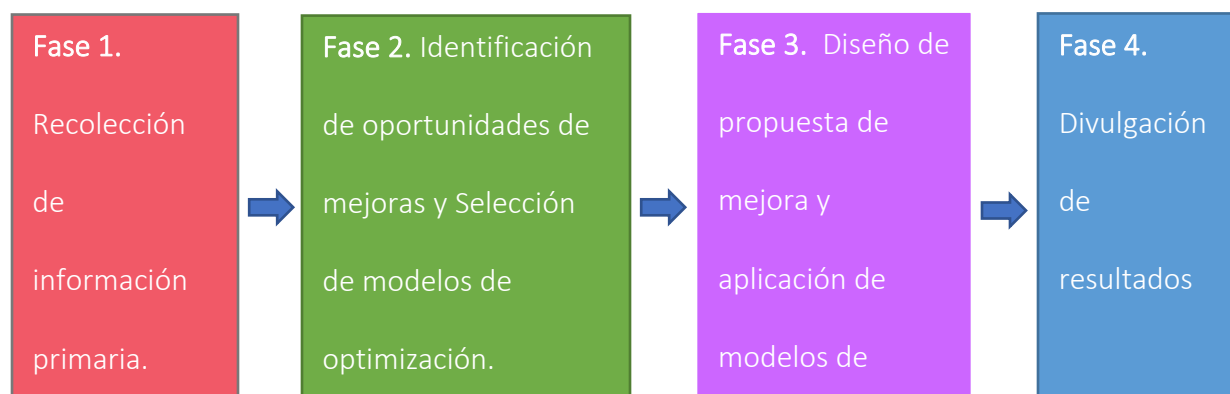 Fase 1.
Recolección
de
información
primaria.
Fase 2. Identificación
de oportunidades de
mejoras y Selección
de modelos de
optimización.
Fase 3.  Diseño de
propuesta de
mejora y
aplicación de
modelos de
Fase 4.
Divulgación
de
resultados